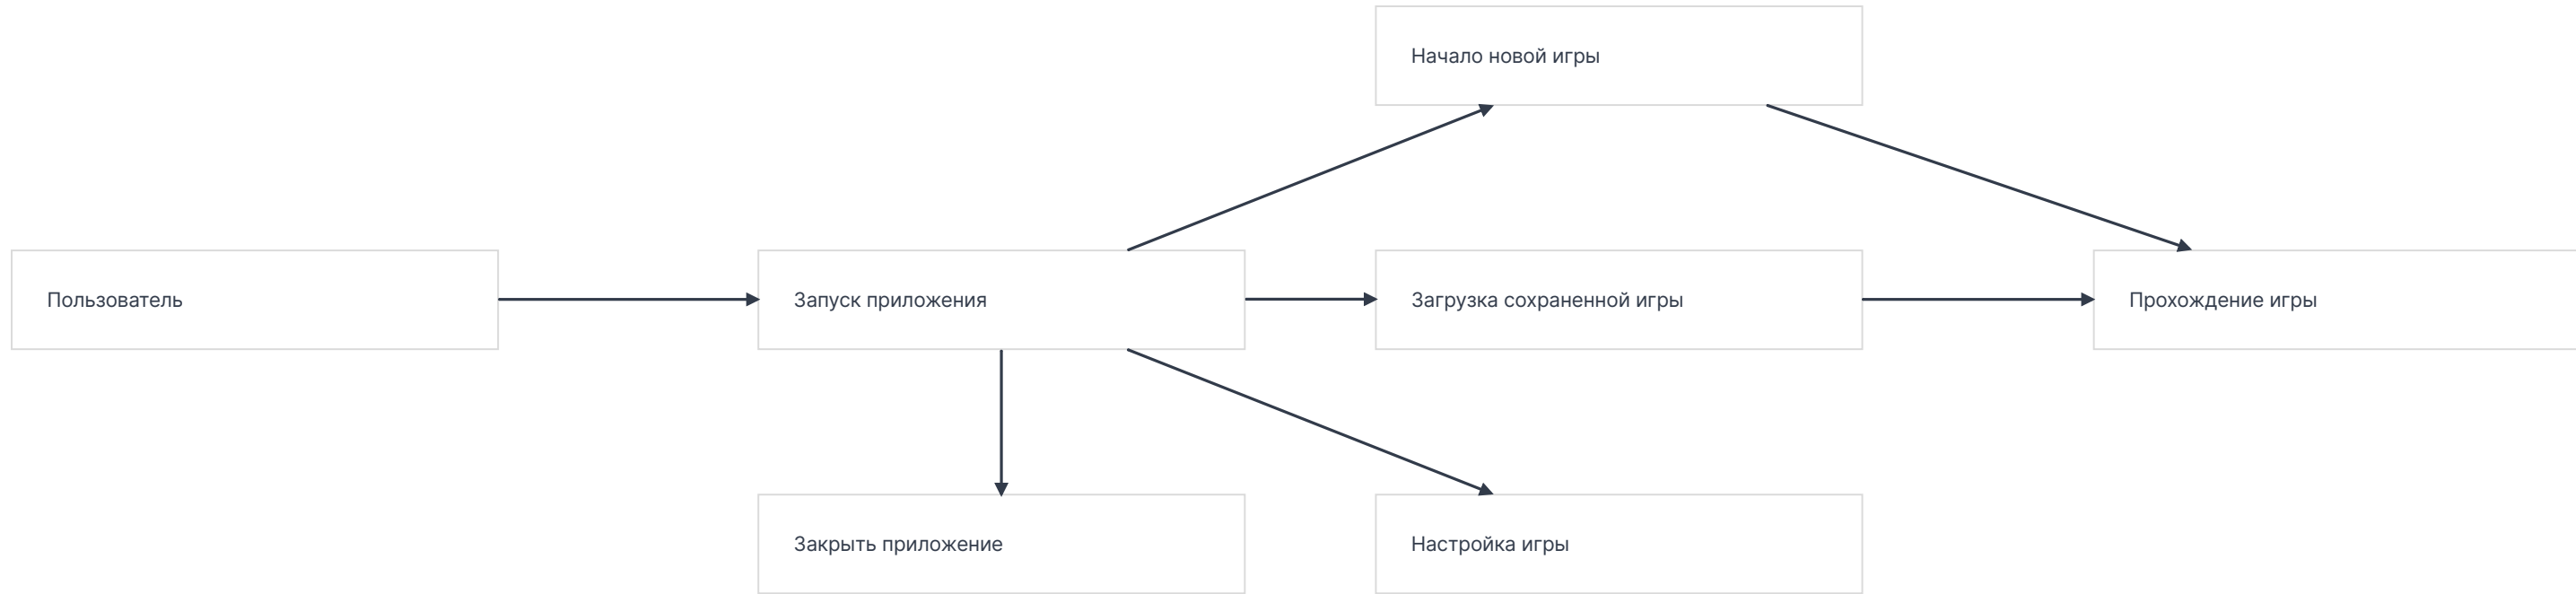 Начало новой игры
Пользователь
Запуск приложения
Загрузка сохраненной игры
Прохождение игры
Закрыть приложение
Настройка игры